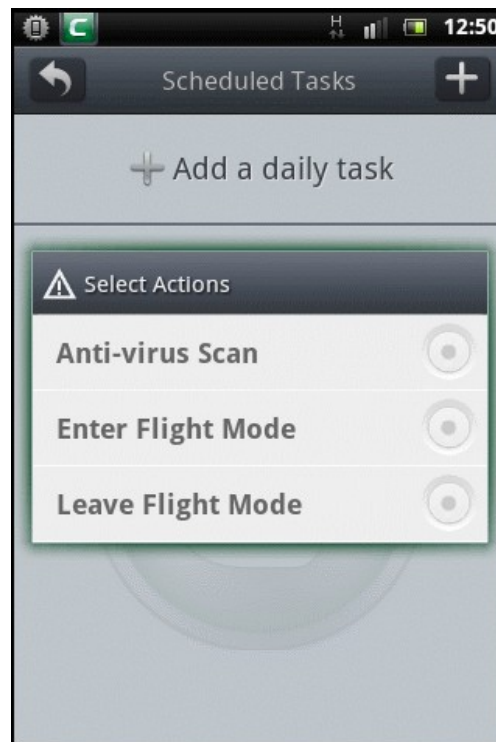 H
12:50
Scheduled Tasks
Add a daily task
Select Actions
Anti-virus Scan
Enter Flight Mode
Leave Flight Mode